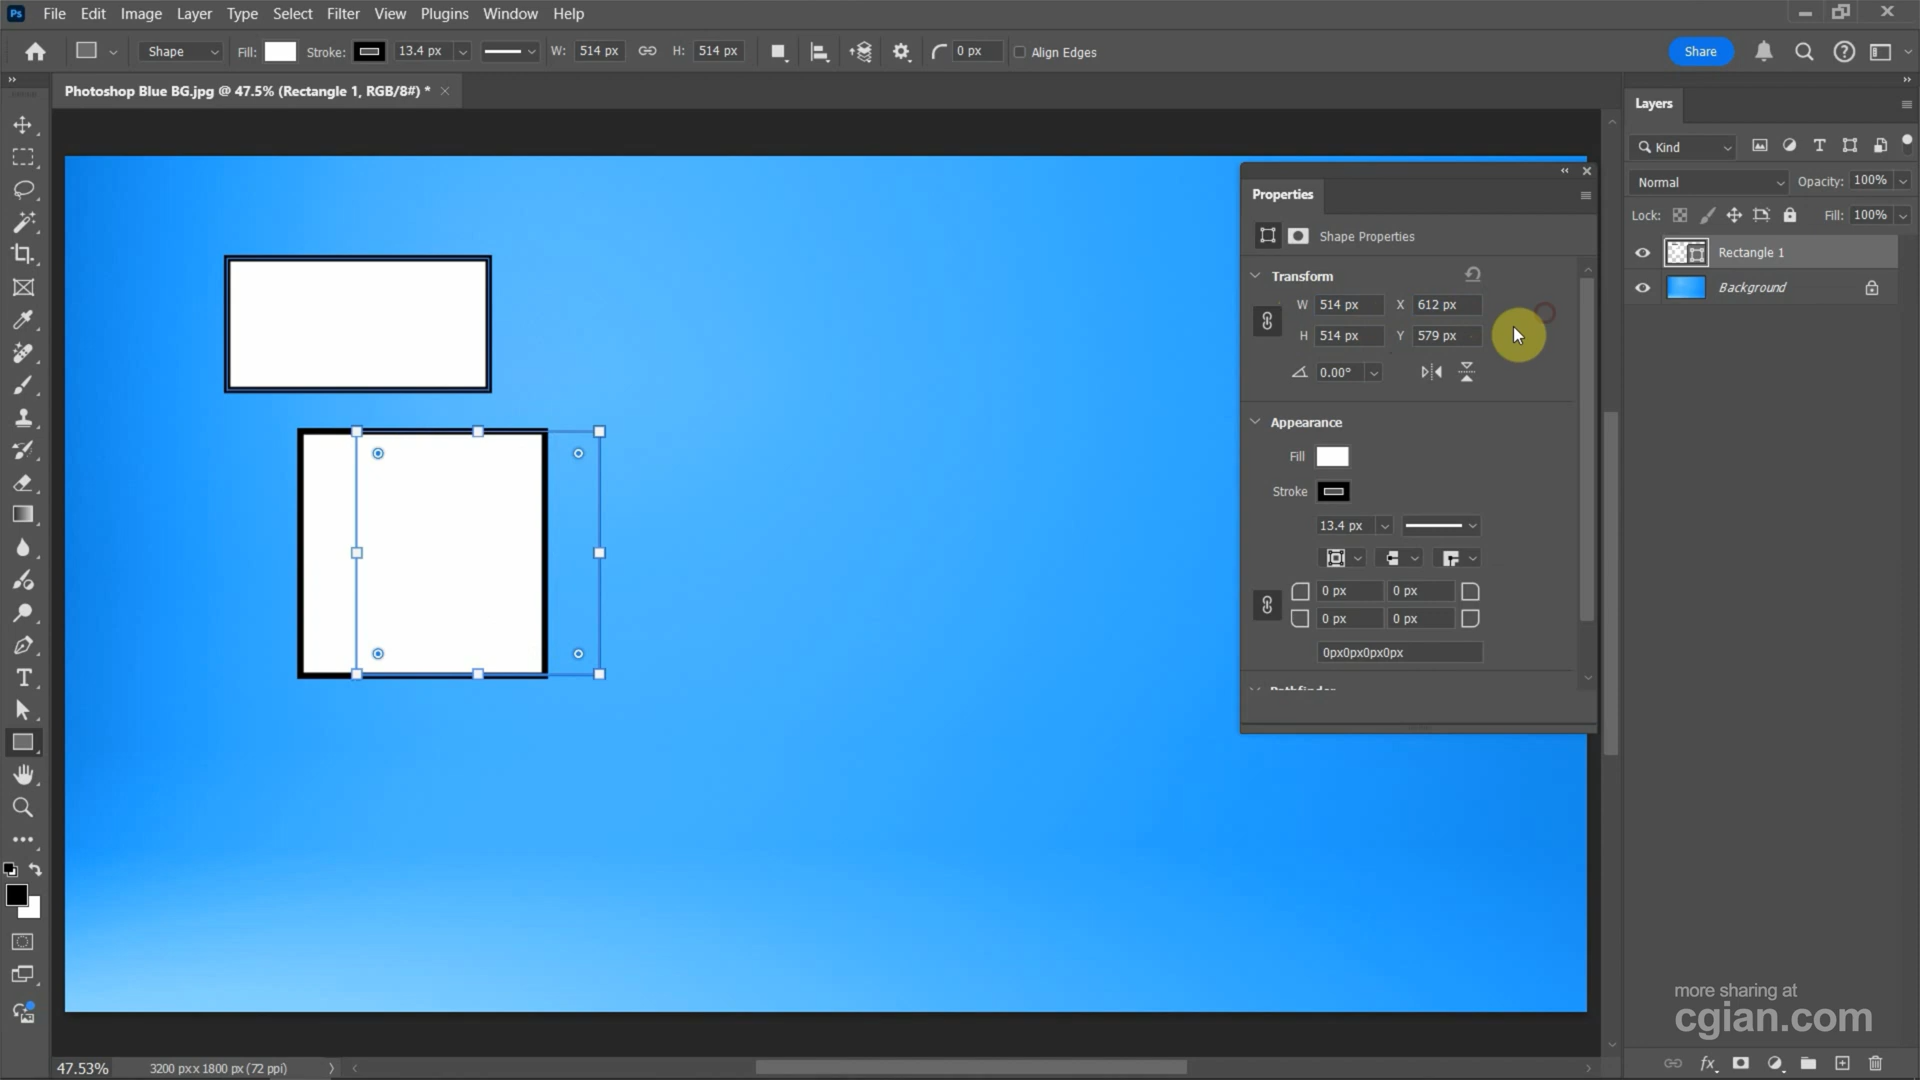 Ps File Edit Image Layer Type Select Filter View Plugins Window Help
Shape Fill: Stroke: 13.4 px W: 514 px H: 514 px 0 px Align Edges Share
Photoshop Blue BG.jpg @ 47.5% (Rectangle 1, RGB/8#) *
Layers
Kind
Normal Opacity: 100%
Lock: Fill: 100%
Rectangle 1
Background
Properties
Shape Properties
Transform
W 514 px X 612 px
H 514 px Y 579 px
0.00°
Appearance
Fill
Stroke
13.4 px
0 px 0 px
0 px 0 px
0px0px0px0px
Pathfinder
more sharing at
cgian.com
47.53% 3200 px x 1800 px (72 ppi)